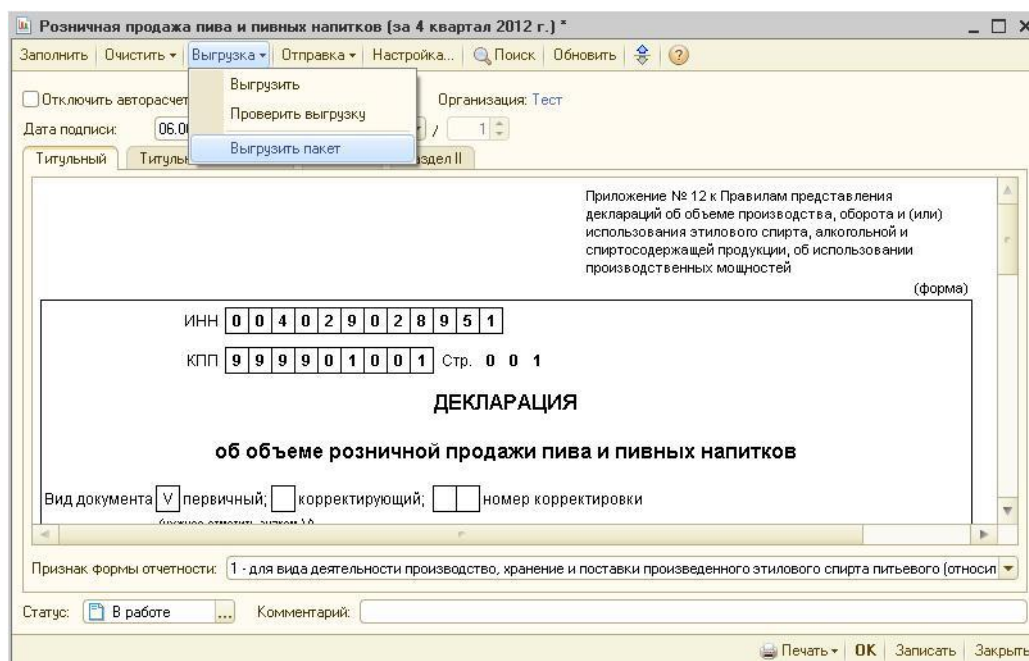 Розничная продажа пива и пивных напитков (за 4 квартал 2012 г.) *
Заполнить Очистить Выгрузка Отправка Настройка... Поиск Обновить
Выгрузить
Отключить авторасчет Организация: Тест
Проверить выгрузку
Дата подписи: 06.0 / 1
Выгрузить пакет
Титульный Титуль аздел II
Приложение № 12 к Правилам представления
деклараций об объеме производства, оборота и (или)
использования этилового спирта, алкогольной и
спиртосодержащей продукции, об использовании
производственных мощностей
(форма)
ИНН 0 0 4 0 2 9 0 2 8 9 5 1
КПП 9 9 9 9 0 1 0 0 1 Стр. 0 0 1
ДЕКЛАРАЦИЯ
об объеме розничной продажи пива и пивных напитков
Вид документа V первичный; корректирующий; номер корректировки
Признак формы отчетности: 1 - для вида деятельности производство, хранение и поставки произведенного этилового спирта питьевого (относит
Статус: В работе ... Комментарий:
Печать OK Записать Закрыть